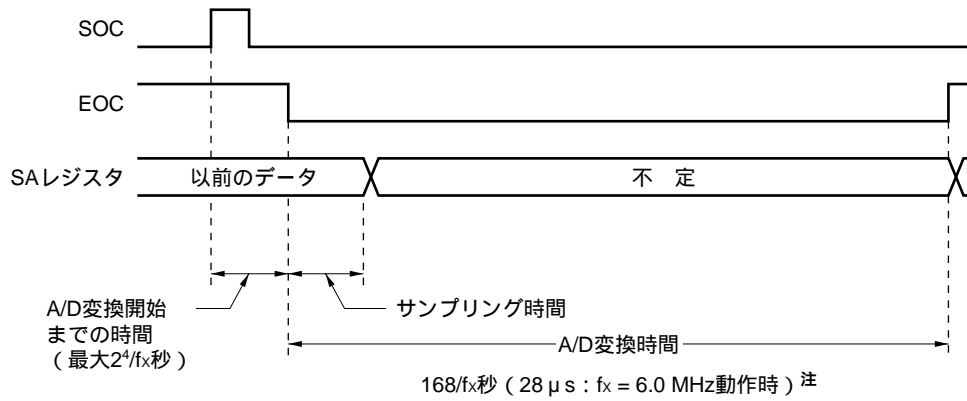 SOC
EOC
SAレジスタ
以前のデータ
不 定
A/D変換開始
までの時間
（最大2⁴/fx秒）
サンプリング時間
A/D変換時間
168/fx秒（28 μs : fx = 6.0 MHz動作時）注